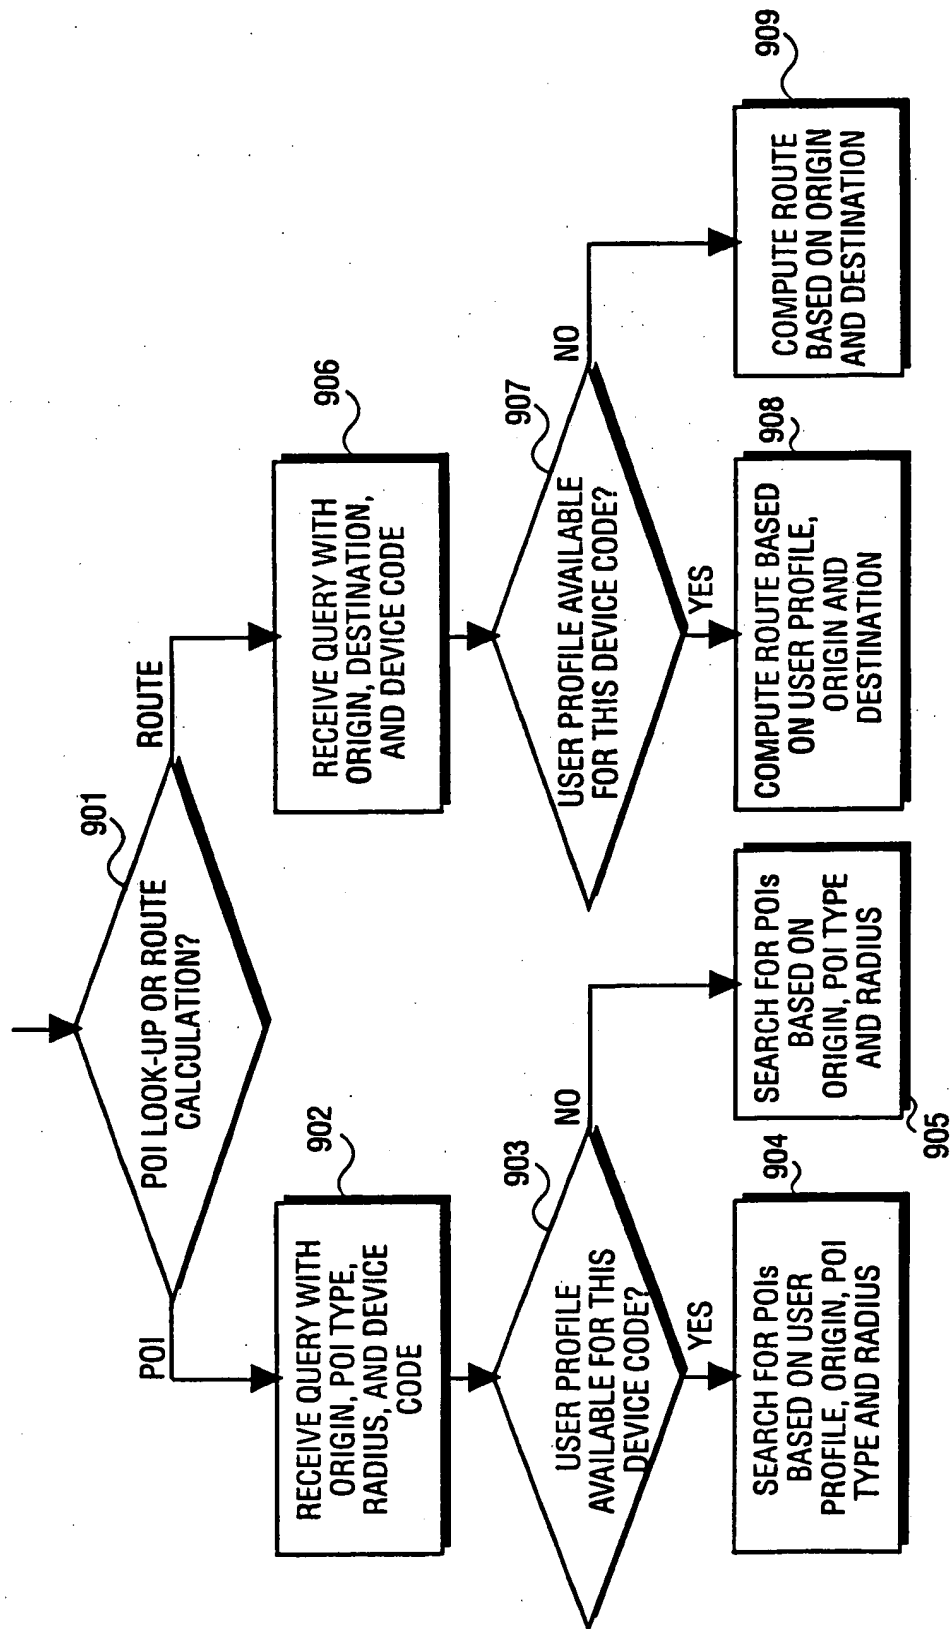 901
POI LOOK-UP OR ROUTE
CALCULATION?
POI
ROUTE
902
RECEIVE QUERY WITH
ORIGIN, POI TYPE,
RADIUS, AND DEVICE
CODE
903
USER PROFILE
AVAILABLE FOR THIS
DEVICE CODE?
NO
YES
904
SEARCH FOR POIs
BASED ON USER
PROFILE, ORIGIN, POI
TYPE AND RADIUS
905
SEARCH FOR POIs
BASED ON
ORIGIN, POI TYPE
AND RADIUS
906
RECEIVE QUERY WITH
ORIGIN, DESTINATION,
AND DEVICE CODE
907
USER PROFILE AVAILABLE
FOR THIS DEVICE CODE?
NO
YES
908
COMPUTE ROUTE BASED
ON USER PROFILE,
ORIGIN AND
DESTINATION
909
COMPUTE ROUTE
BASED ON ORIGIN
AND DESTINATION